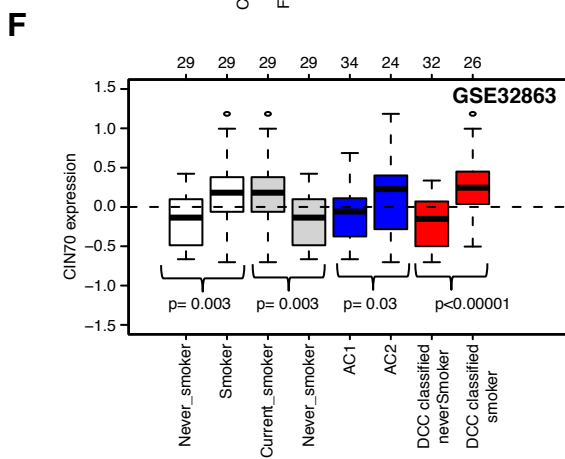 C
F
F
29 29 29 29 34 24 32 26
GSE32863
CIN70 expression
1.5
1.0
0.5
0.0
−0.5
−1.0
−1.5
p= 0.003 p= 0.003 p= 0.03 p<0.00001
Never_smoker
Smoker
Current_smoker
Never_smoker
AC1
AC2
DCC classified
neverSmoker
DCC classified
smoker